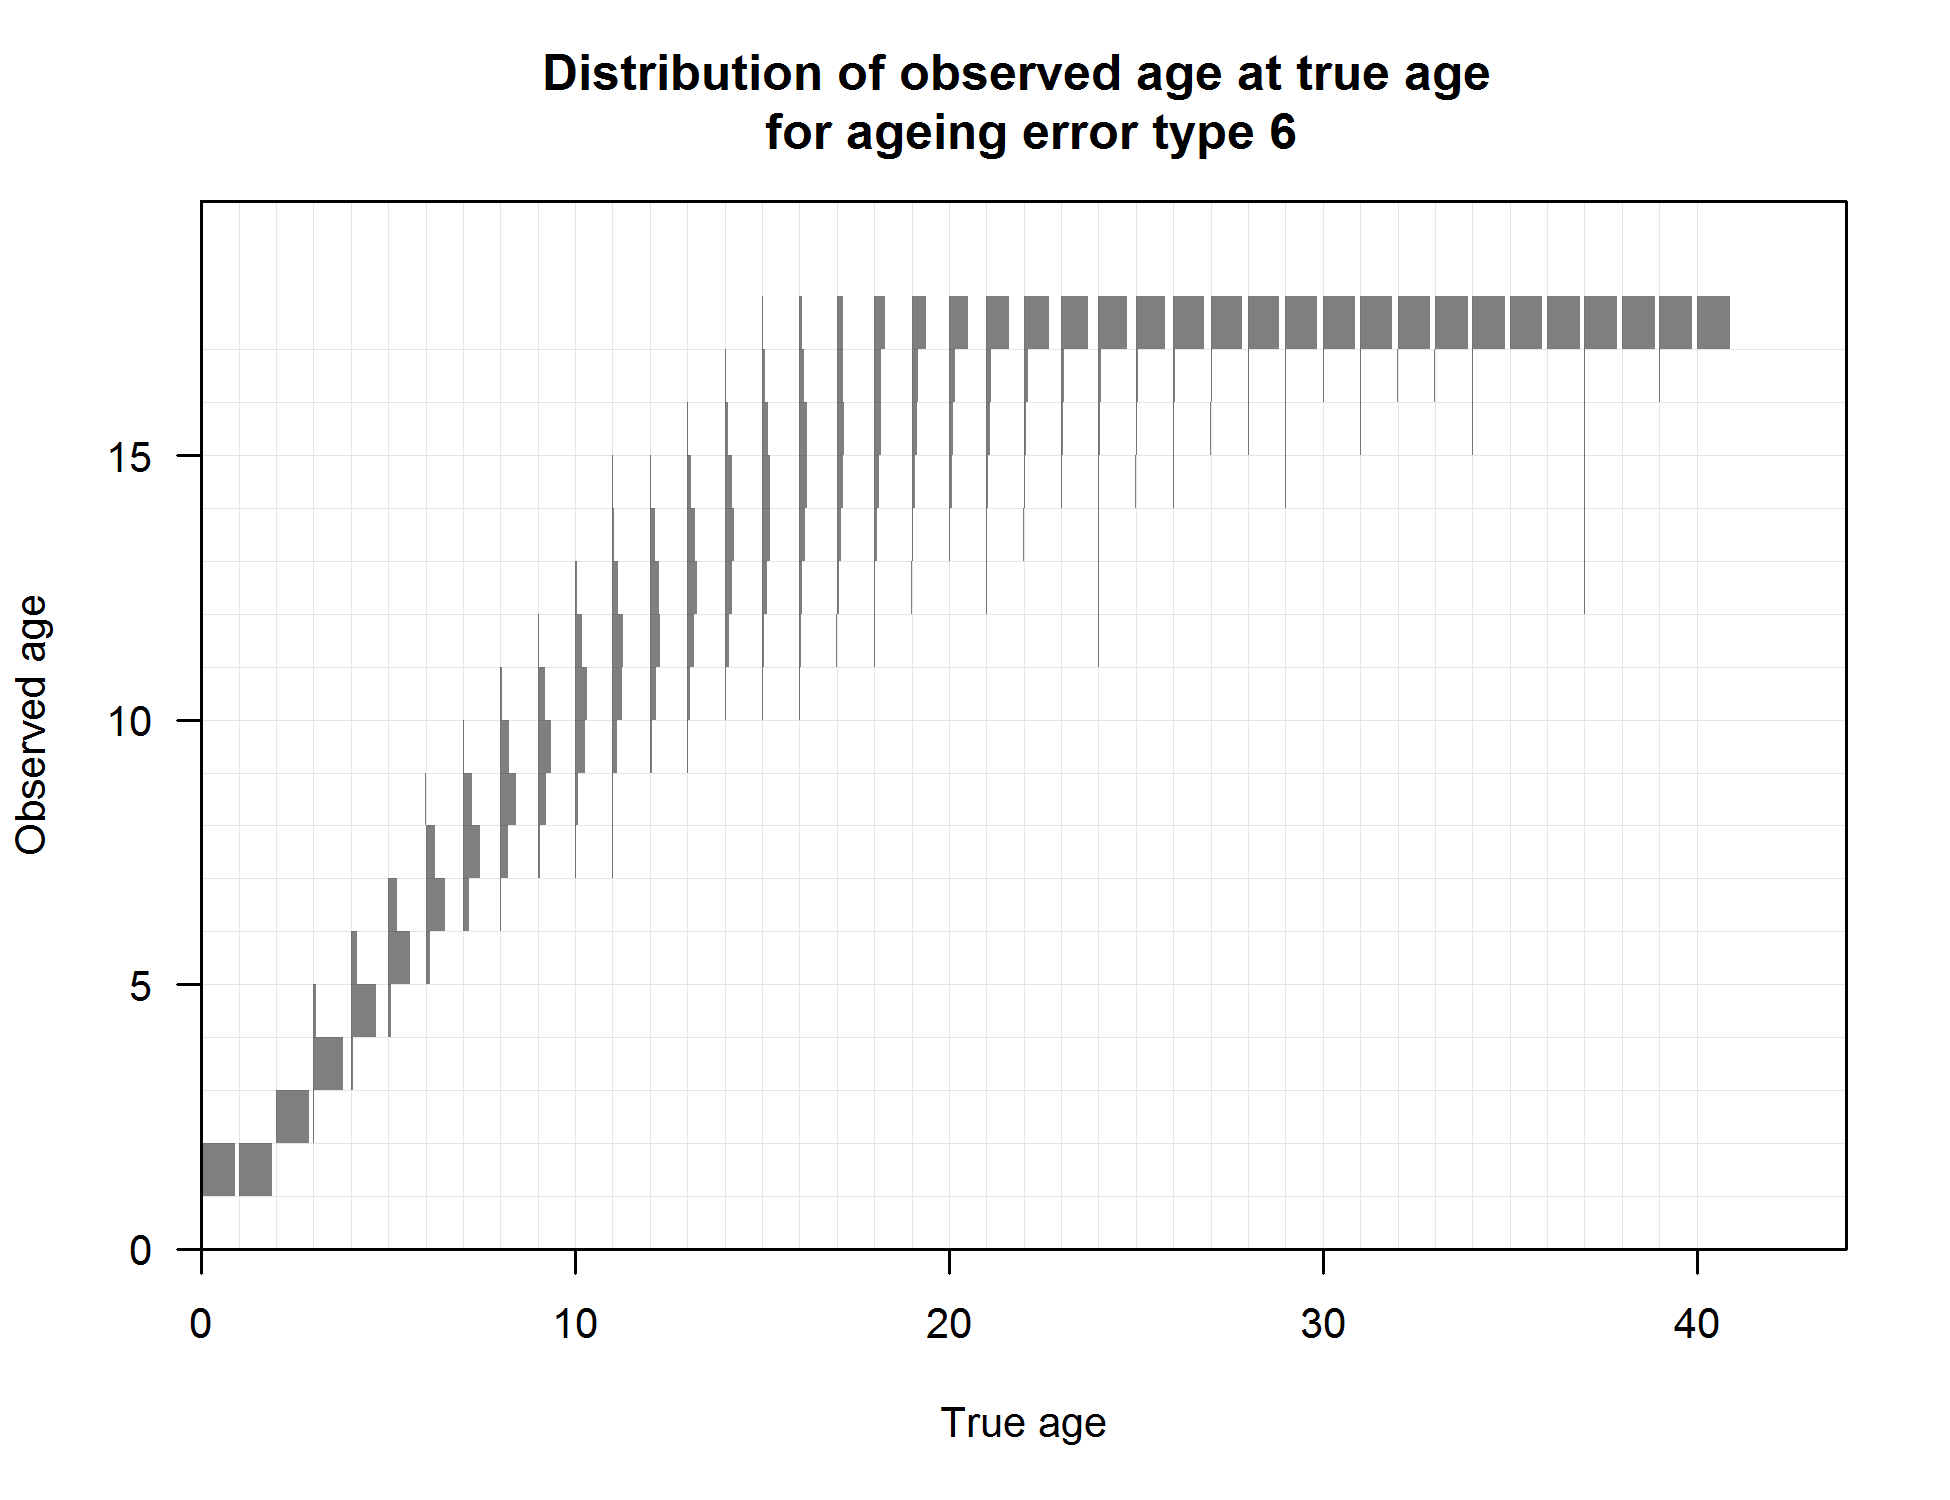 Distribution of observed age at true age
for ageing error type 6
15
10
5
0
Observed age
0 10 20 30 40
True age